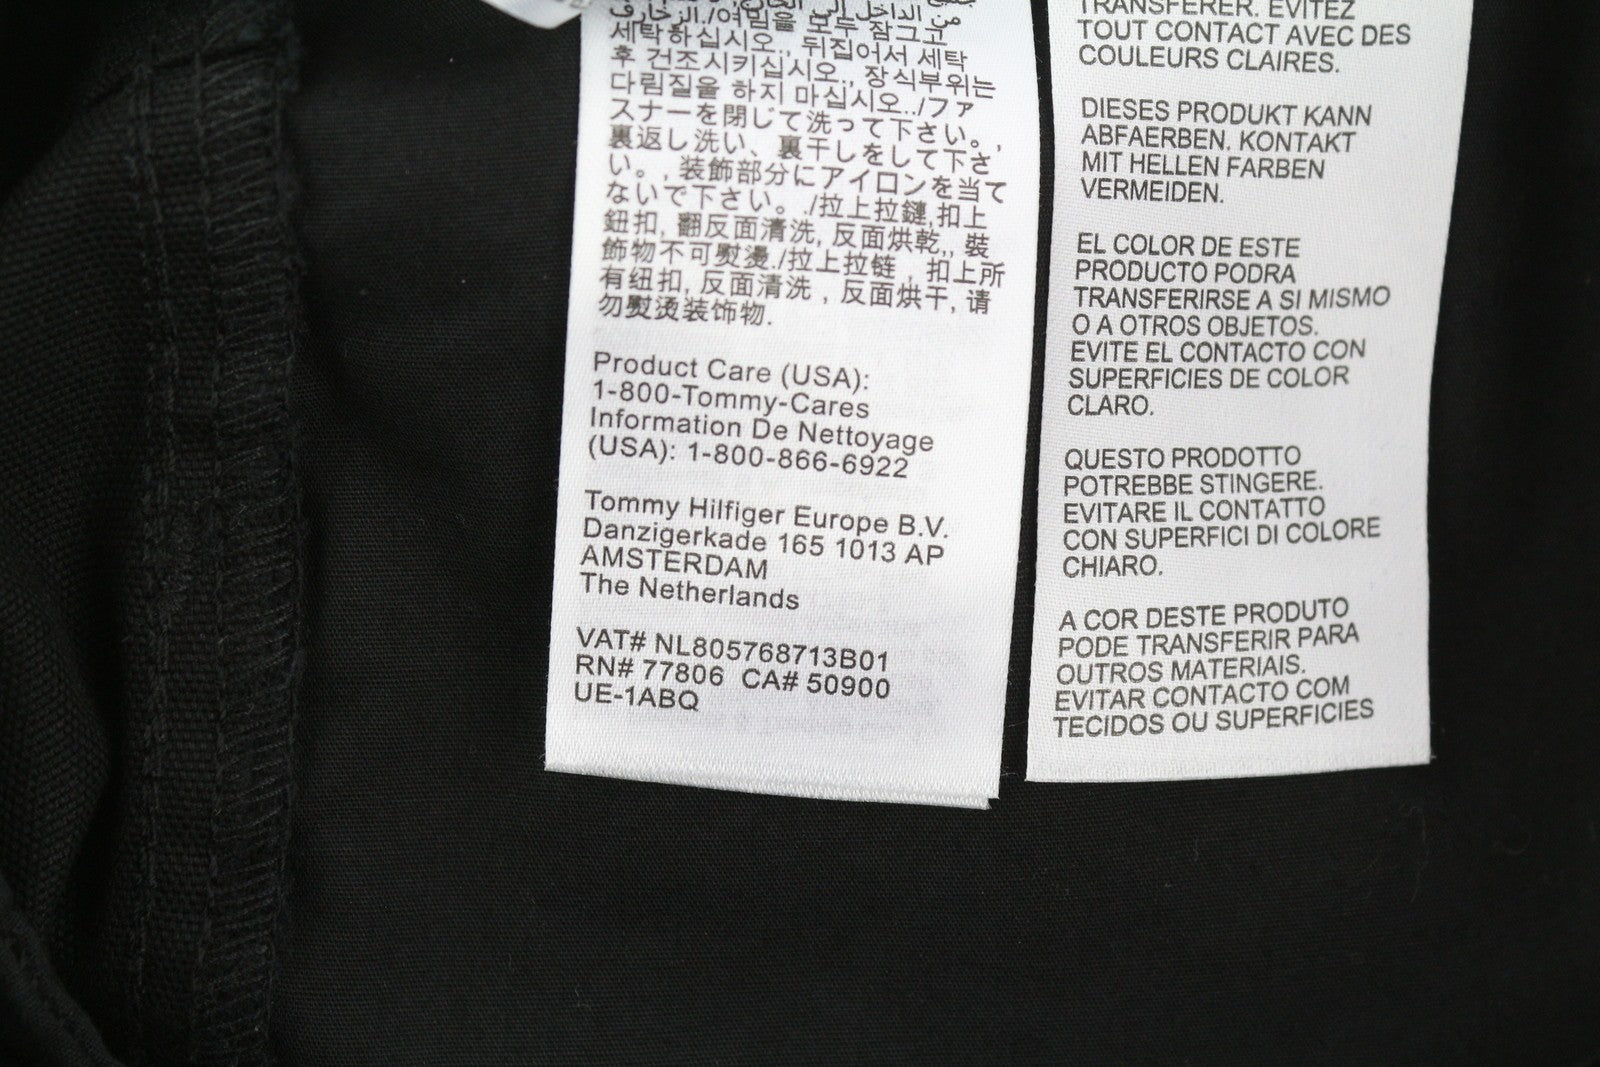 من الداخل إلى
الزخارف./여밈을 모두 잠그고
세탁하십시오., 뒤집어서 세탁
후 건조시키십시오., 장식부위는
다림질을 하지 마십시오../ファ
スナーを閉じて洗って下さい。,
裏返し洗い、裏干しをして下さ
い。, 装飾部分にアイロンを当て
ないで下さい。./拉上拉鏈,扣上
鈕扣, 翻反面清洗, 反面烘乾,, 裝
飾物不可熨燙./拉上拉链 , 扣上所
有纽扣, 反面清洗 , 反面烘干, 请
勿熨烫装饰物.
Product Care (USA):
1-800-Tommy-Cares
Information De Nettoyage
(USA): 1-800-866-6922
Tommy Hilfiger Europe B.V.
Danzigerkade 165 1013 AP
AMSTERDAM
The Netherlands
VAT# NL805768713B01
RN# 77806 CA# 50900
UE-1ABQ
TRANSFERER. EVITEZ
TOUT CONTACT AVEC DES
COULEURS CLAIRES.
DIESES PRODUKT KANN
ABFAERBEN. KONTAKT
MIT HELLEN FARBEN
VERMEIDEN.
EL COLOR DE ESTE
PRODUCTO PODRA
TRANSFERIRSE A SI MISMO
O A OTROS OBJETOS.
EVITE EL CONTACTO CON
SUPERFICIES DE COLOR
CLARO.
QUESTO PRODOTTO
POTREBBE STINGERE.
EVITARE IL CONTATTO
CON SUPERFICI DI COLORE
CHIARO.
A COR DESTE PRODUTO
PODE TRANSFERIR PARA
OUTROS MATERIAIS.
EVITAR CONTACTO COM
TECIDOS OU SUPERFICIES